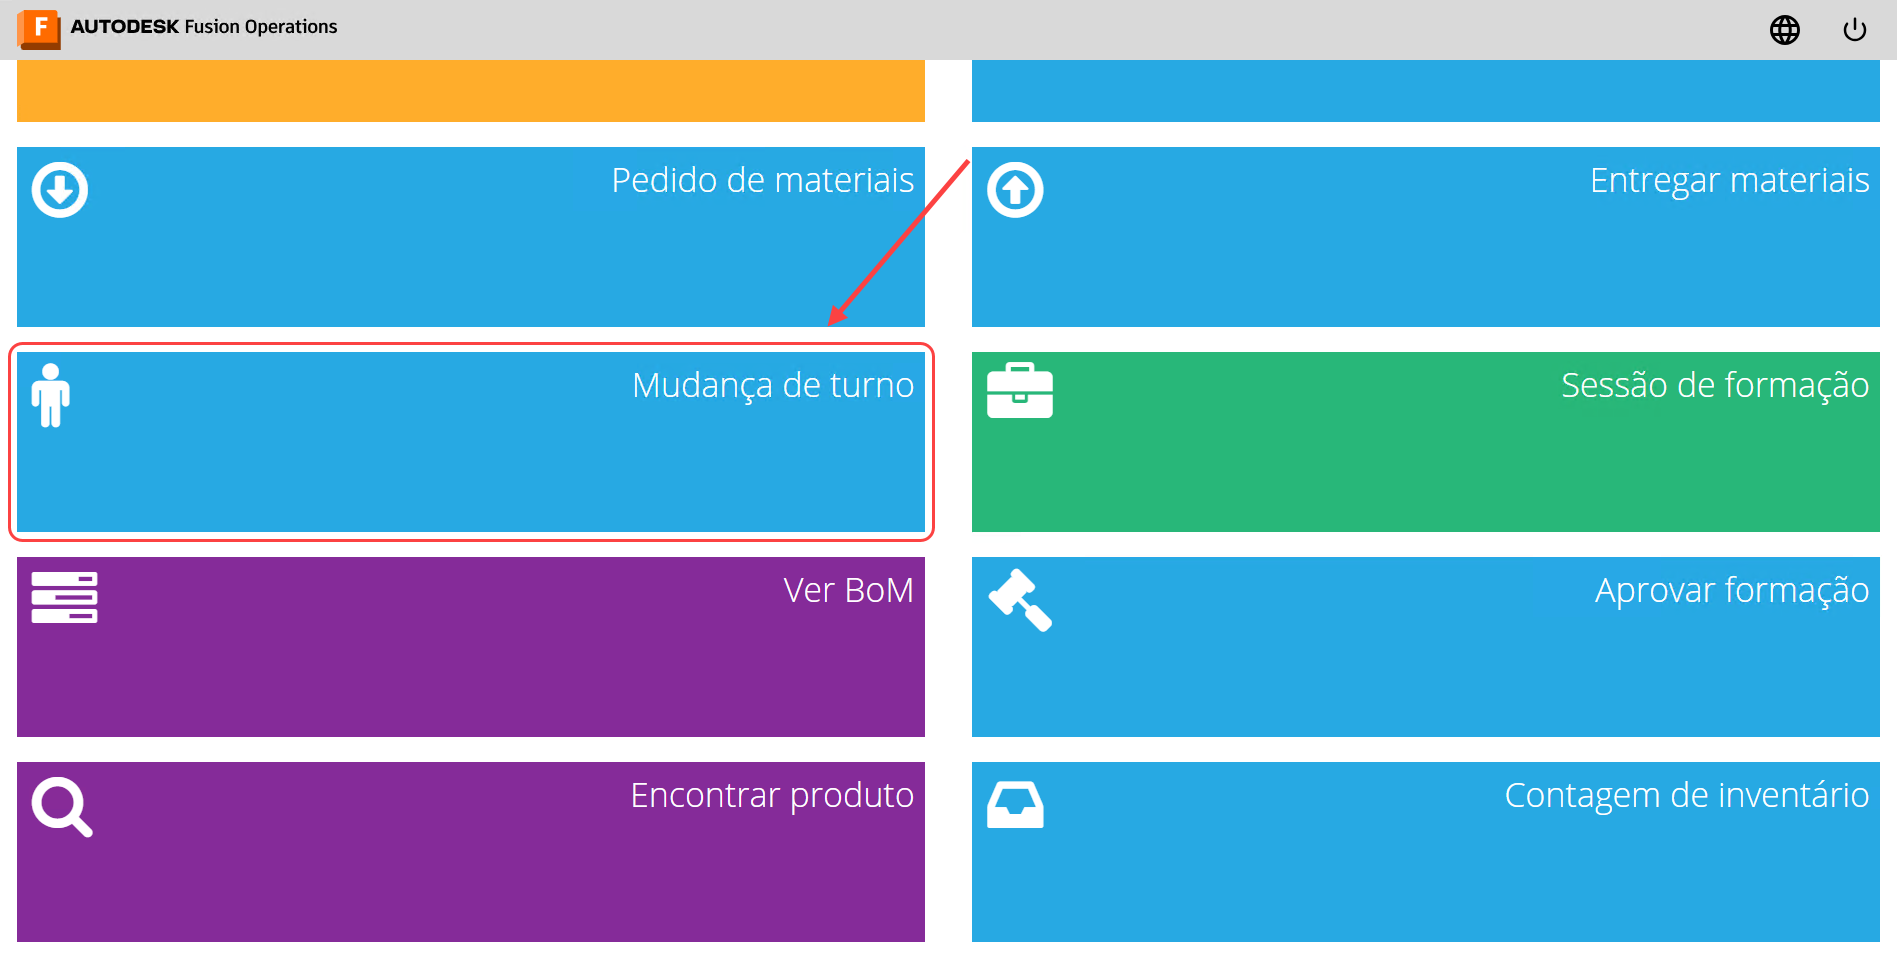 F AUTODESK Fusion Operations
Pedido de materiais
Entregar materiais
Mudança de turno
Sessão de formação
Ver BoM
Aprovar formação
Encontrar produto
Contagem de inventário